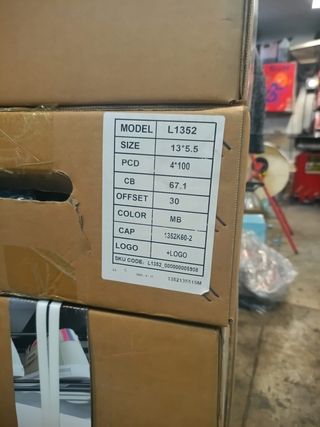 MODEL L1352
SIZE 13*5.5
PCD 4*100
CB 67.1
OFFSET 30
COLOR MB
CAP 1352K60-2
LOGO +LOGO
SKU CODE: L1352_000000005908
1352135515M